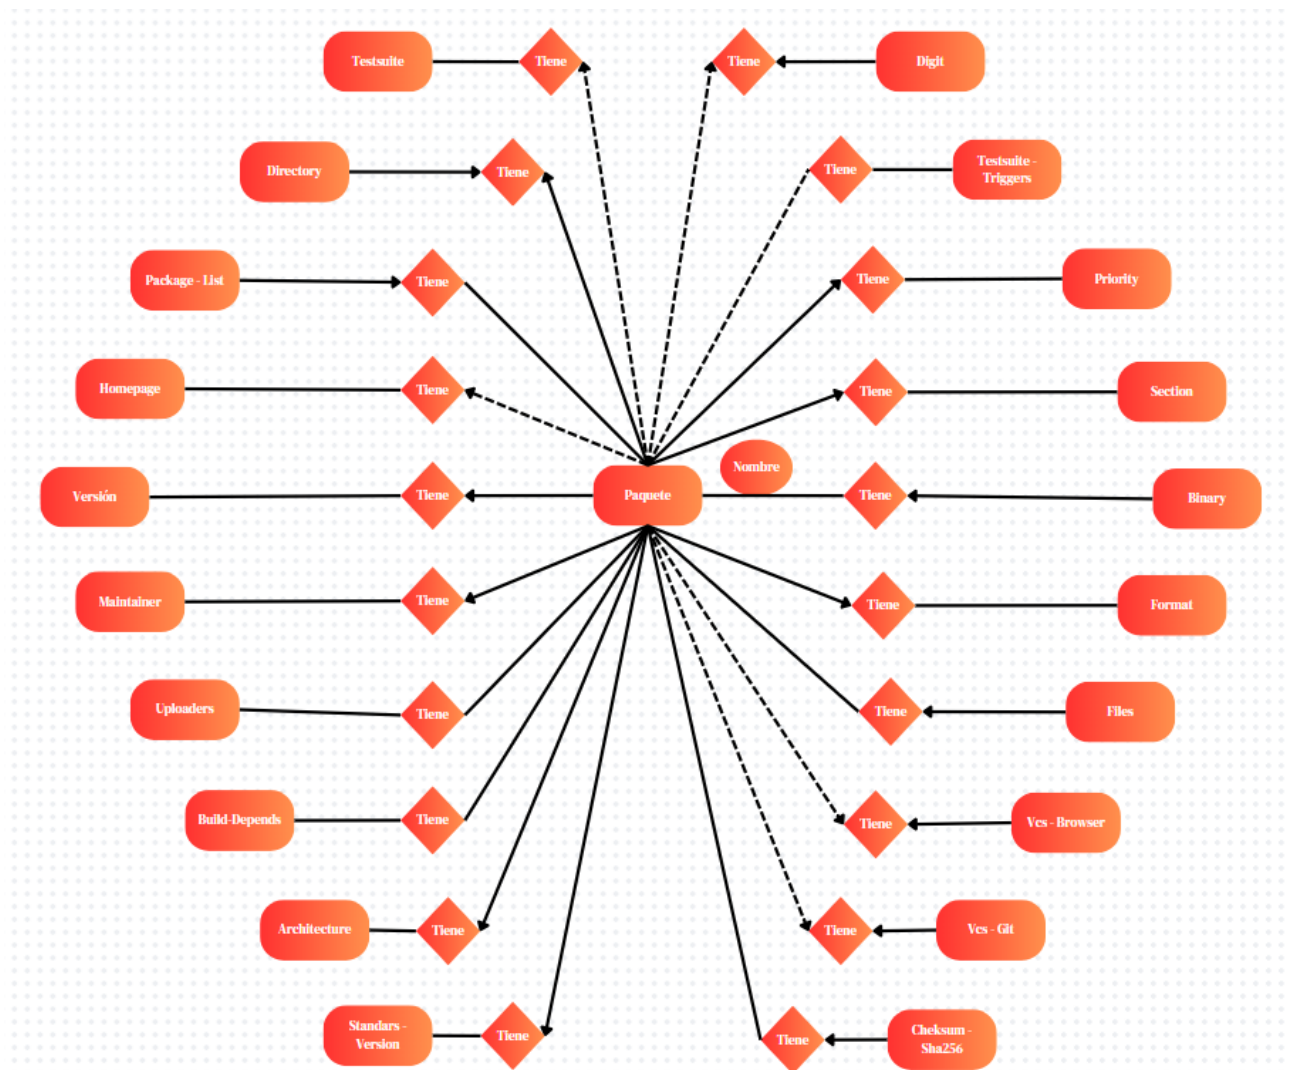 Testsuite
Tiene
Tiene
Digit
Directory
Tiene
Tiene
Testsuite -
Triggers
Package - List
Tiene
Tiene
Priority
Homepage
Tiene
Tiene
Section
Nombre
Versión
Tiene
Paquete
Tiene
Binary
Maintainer
Tiene
Tiene
Format
Uploaders
Tiene
Tiene
Files
Build-Depends
Tiene
Tiene
Vcs - Browser
Architecture
Tiene
Tiene
Vcs - Git
Standars -
Version
Tiene
Tiene
Cheksum -
Sha256